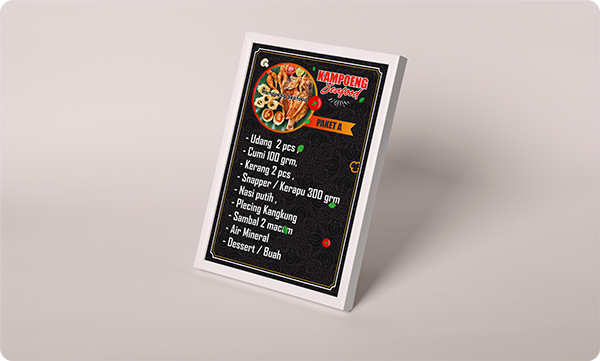 KAMPOENG
Seafood
PAKET A
- Udang 2 pcs ,
- Cumi 100 grm,
- Kerang 2 pcs ,
- Snapper / Kerapu 300 grm
- Nasi putih ,
- Plecing Kangkung
- Sambal 2 macam
- Air Mineral
- Dessert / Buah